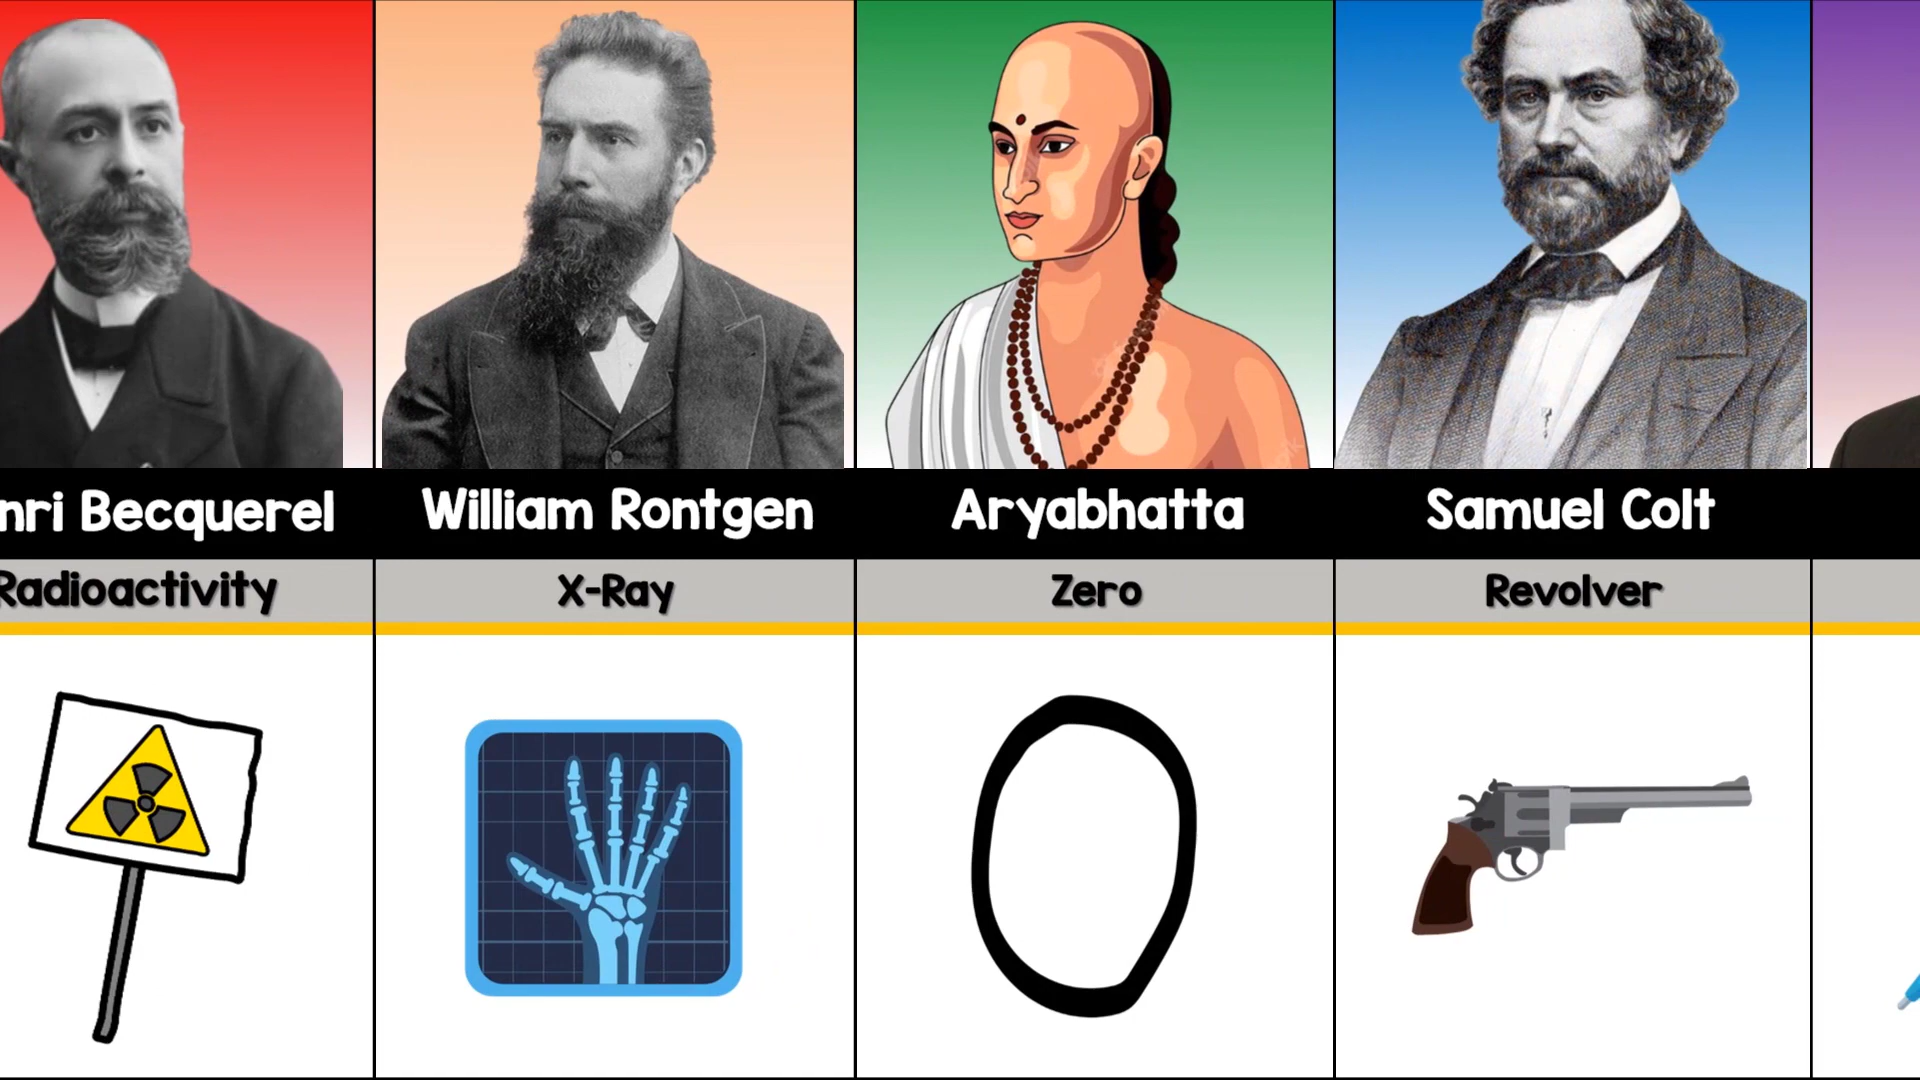 nri Becquerel
William Rontgen
Aryabhatta
Samuel Colt
Radioactivity
X-Ray
Zero
Revolver